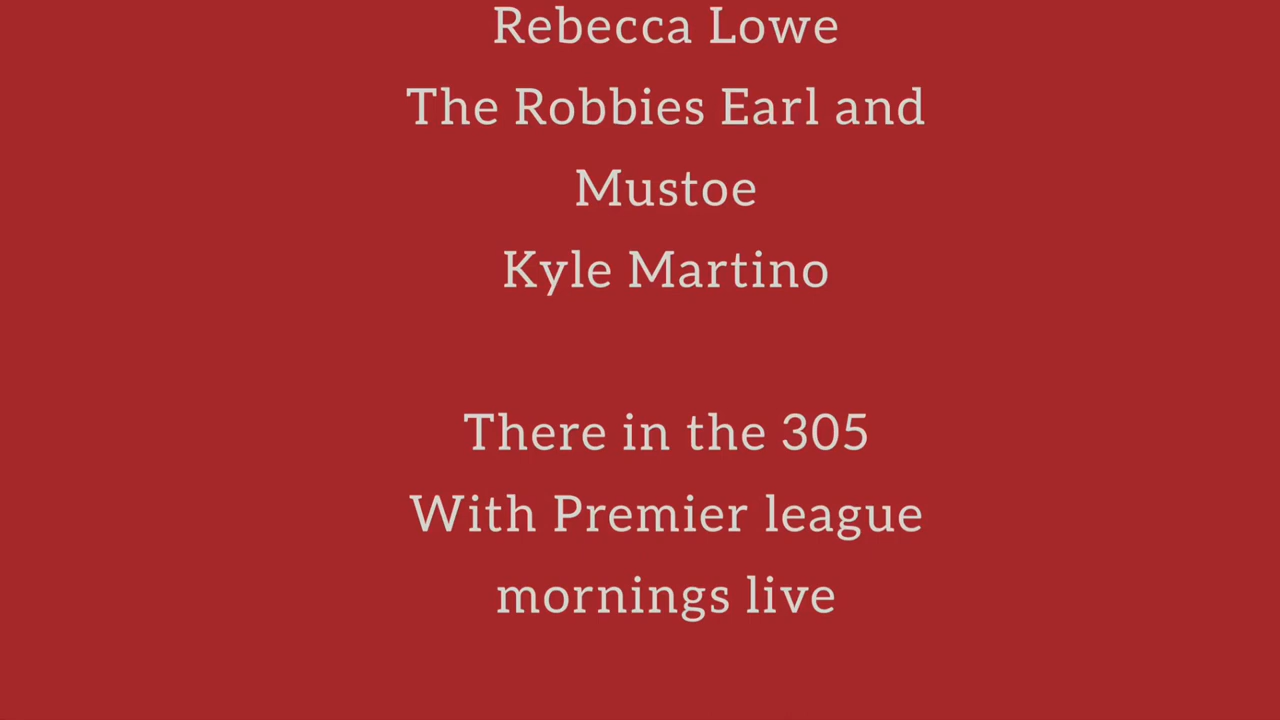 Rebecca Lowe
The Robbies Earl and
Mustoe
Kyle Martino
There in the 305
With Premier league
mornings live